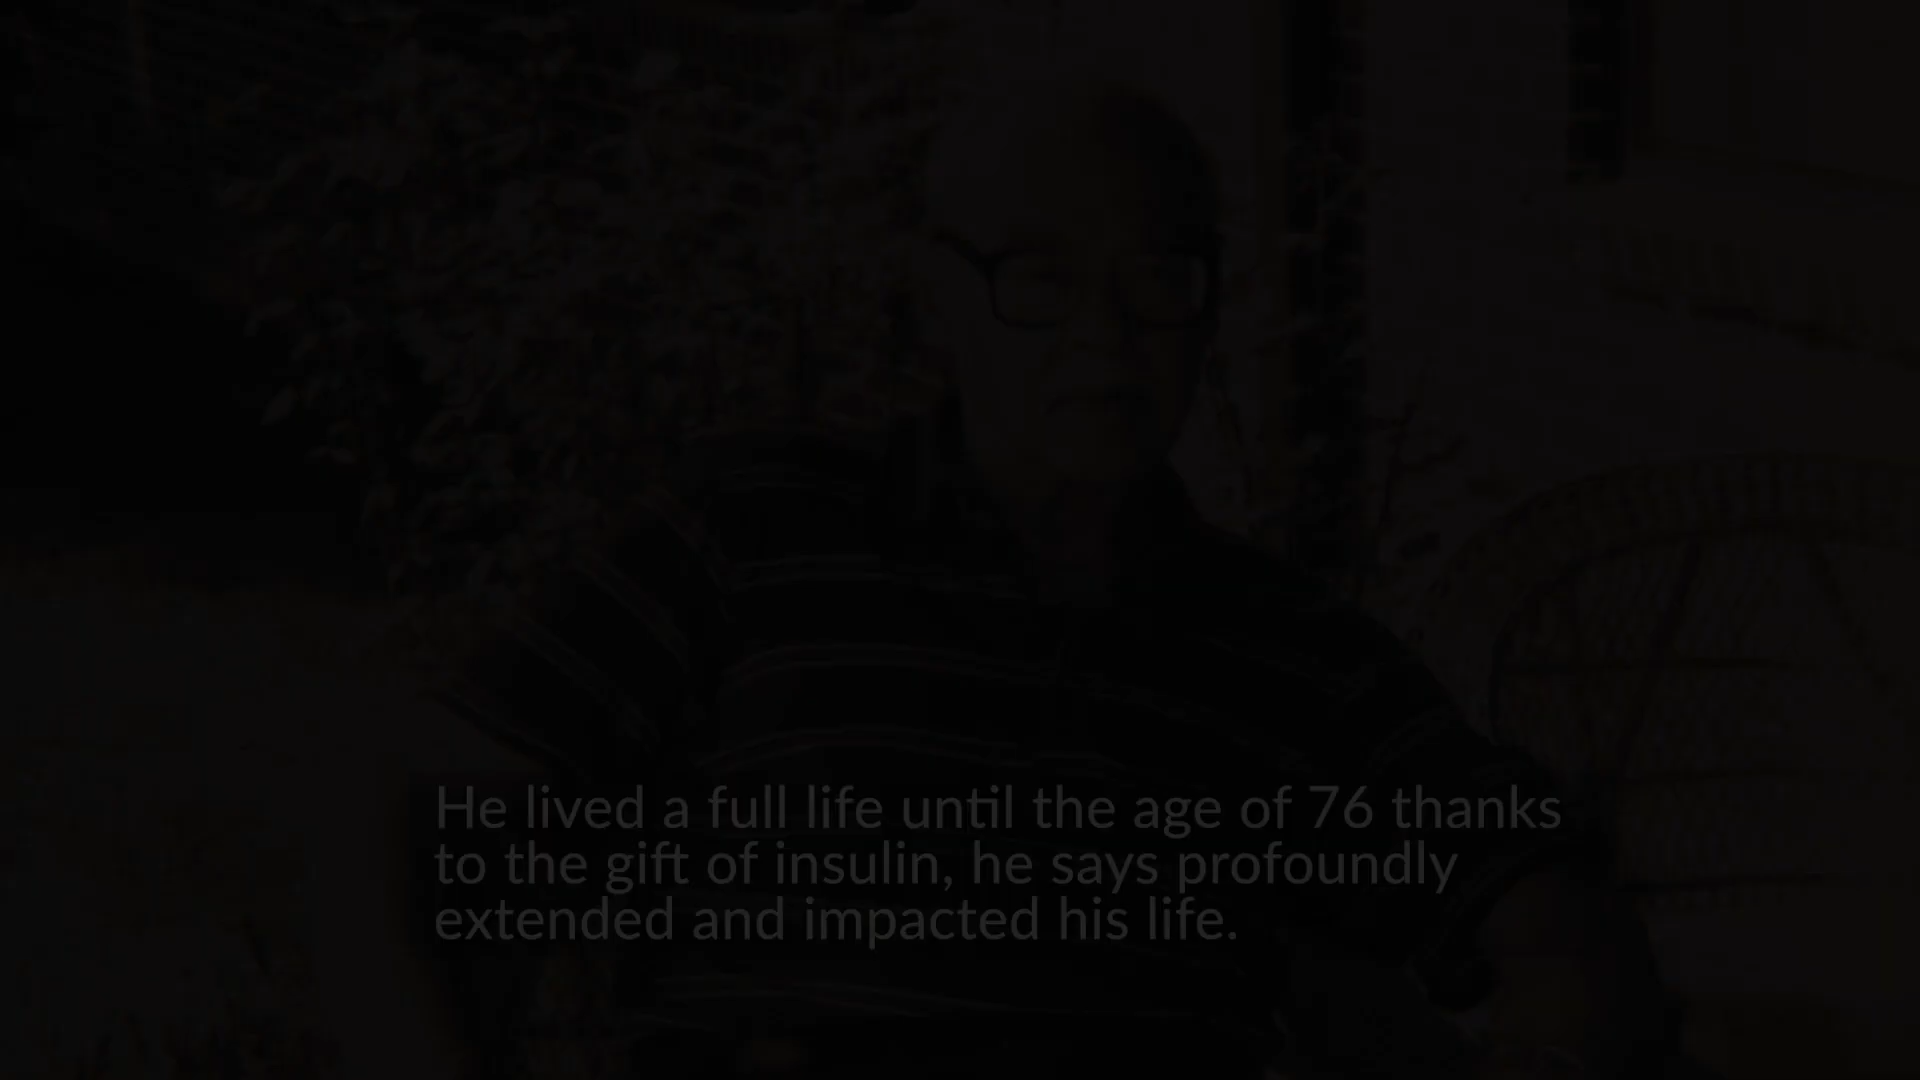 He lived a full life until the age of 76 thanks
to the gift of insulin, he says profoundly
extended and impacted his life.